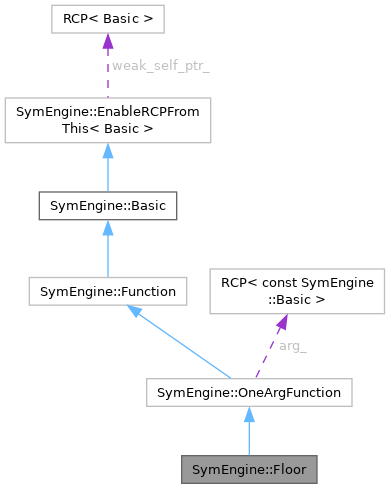 RCP< Basic >
weak_self_ptr_
SymEngine::EnableRCPFrom
This< Basic >
SymEngine::Basic
SymEngine::Function
RCP< const SymEngine
::Basic >
arg_
SymEngine::OneArgFunction
SymEngine::Floor